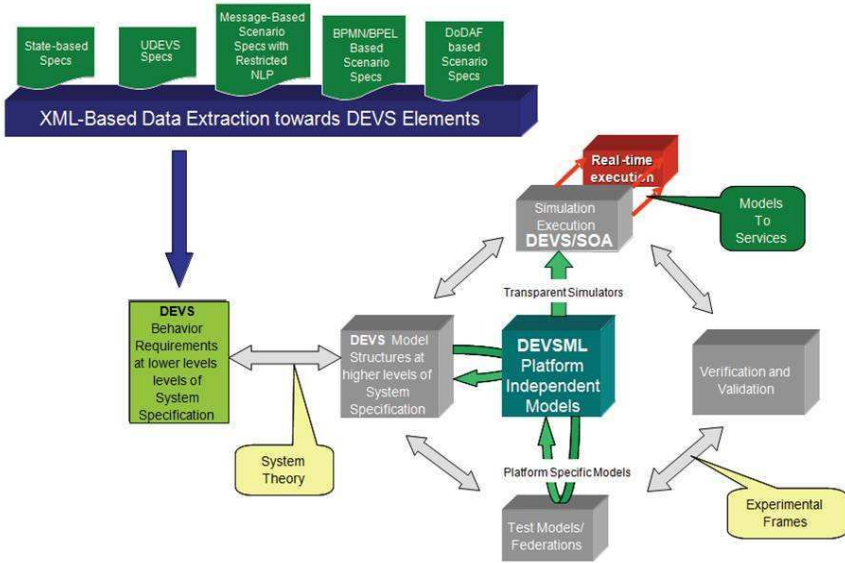 State-based
Specs
UDEVS
Specs
Message-Based
Scenario
Specs with
Restricted
NLP
BPMN/BPEL
Based
Scenario
Specs
DoDAF
based
Scenario
Specs
XML-Based Data Extraction towards DEVS Elements
Real-time
execution
Simulation
Execution
DEVS/SOA
Models
To
Services
Transparent Simulators
DEVS
Behavior
Requirements
at lower levels
levels of
System
Specification
DEVS Model
Structures at
higher levels of
System
Specification
DEVSML
Platform
Independent
Models
Verification and
Validation
System
Theory
Platform Specific Models
Experimental
Frames
Test Models/
Federations